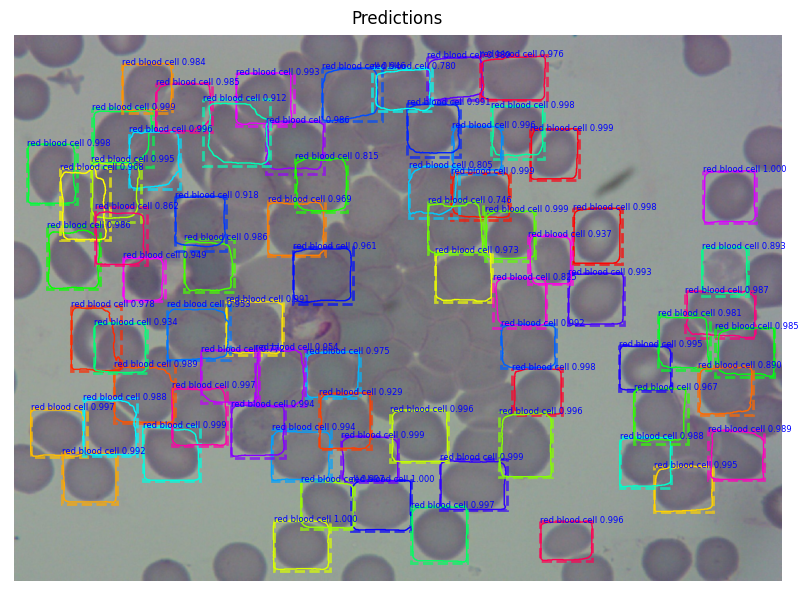 Predictions
red blood cell 0.976
red blood cell 0.984
red blood cell 0.780
red blood cell 0.993
red blood cell 0.985
red blood cell 0.912
red blood cell 0.991
red blood cell 0.998
red blood cell 0.999
red blood cell 0.986
red blood cell 0.996
red blood cell 0.996
red blood cell 0.999
red blood cell 0.998
red blood cell 0.995
red blood cell 0.815
red blood cell 0.805
red blood cell 0.999
red blood cell 1.000
red blood cell 0.918
red blood cell 0.969
red blood cell 0.746
red blood cell 0.862
red blood cell 0.999
red blood cell 0.998
red blood cell 0.986
red blood cell 0.986
red blood cell 0.937
red blood cell 0.961
red blood cell 0.973
red blood cell 0.893
red blood cell 0.949
red blood cell 0.993
red blood cell 0.987
red blood cell 0.978
red blood cell 0.991
red blood cell 0.934
red blood cell 0.992
red blood cell 0.981
red blood cell 0.985
red blood cell 0.995
red blood cell 0.954
red blood cell 0.975
red blood cell 0.989
red blood cell 0.998
red blood cell 0.890
red blood cell 0.997
red blood cell 0.929
red blood cell 0.967
red blood cell 0.988
red blood cell 0.997
red blood cell 0.994
red blood cell 0.996
red blood cell 0.996
red blood cell 0.999
red blood cell 0.994
red blood cell 0.989
red blood cell 0.999
red blood cell 0.988
red blood cell 0.992
red blood cell 0.999
red blood cell 0.995
red blood cell 1.000
red blood cell 0.997
red blood cell 1.000
red blood cell 0.996